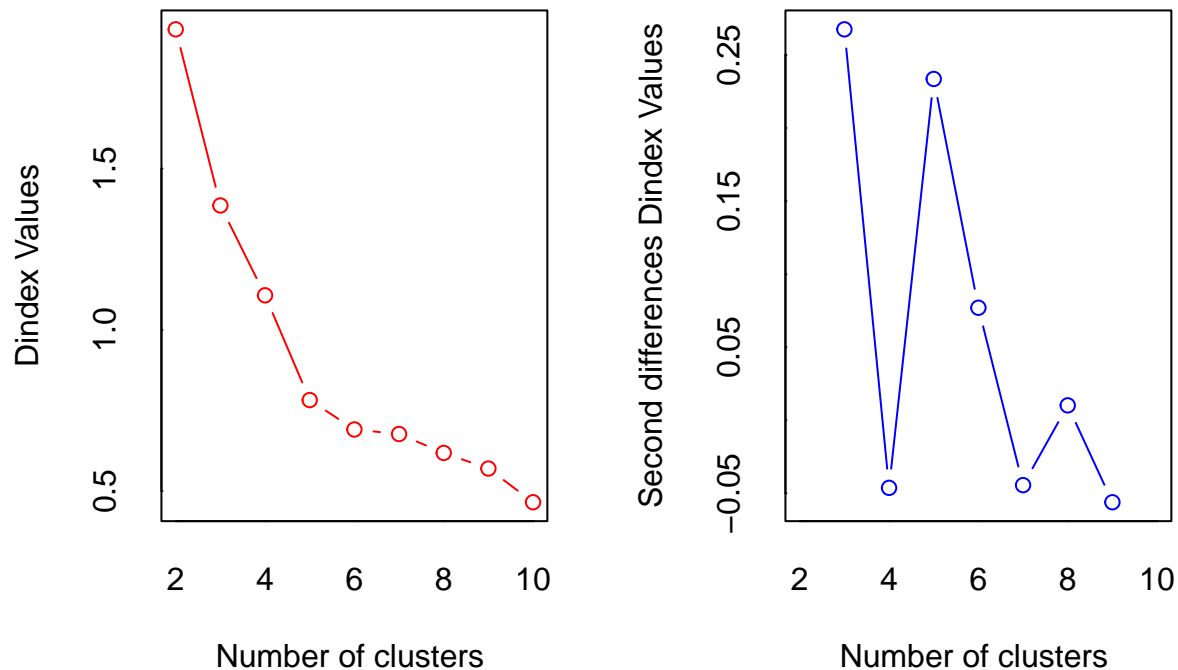 Dindex Values
1.5
1.0
0.5
2 4 6 8 10
Number of clusters
Second differences Dindex Values
0.25
0.15
0.05
−0.05
2 4 6 8 10
Number of clusters